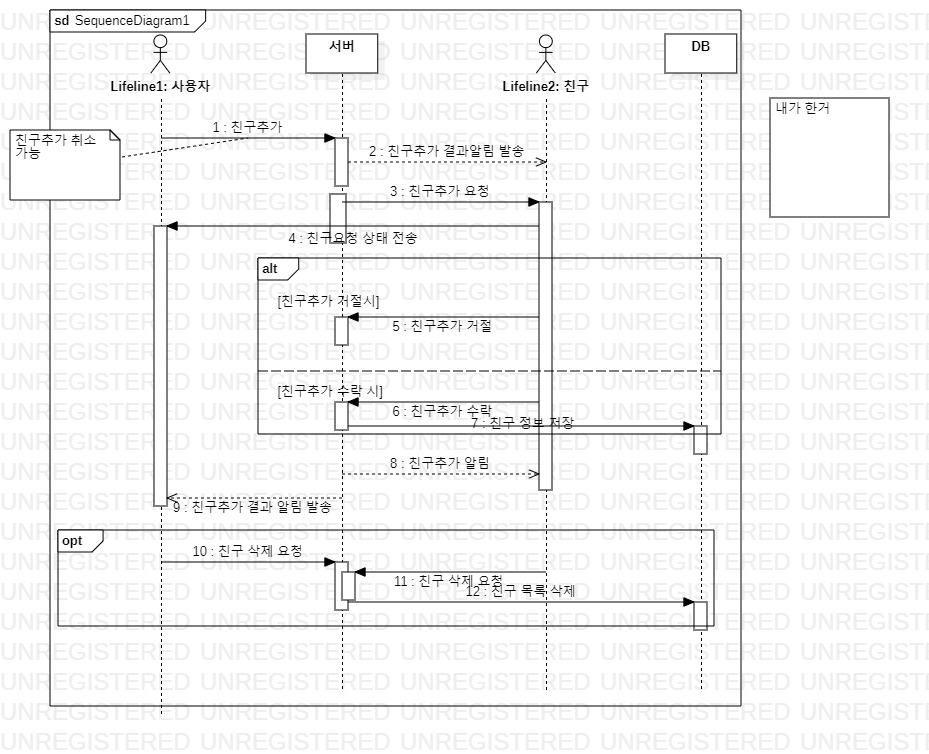 sd SequenceDiagram1
서버
DB
Lifeline1: 사용자
Lifeline2: 친구
내가 한거
1 : 친구추가
친구추가 취소
가능
2 : 친구추가 결과알림 발송
3 : 친구추가 요청
4 : 친구요청 상태 전송
alt
[친구추가 거절시]
5 : 친구추가 거절
[친구추가 수락 시]
6 : 친구추가 수락
7 : 친구 정보 저장
8 : 친구추가 알림
9 : 친구추가 결과 알림 발송
opt
10 : 친구 삭제 요청
11 : 친구 삭제 요청
12 : 친구 목록 삭제
UNREGISTERED